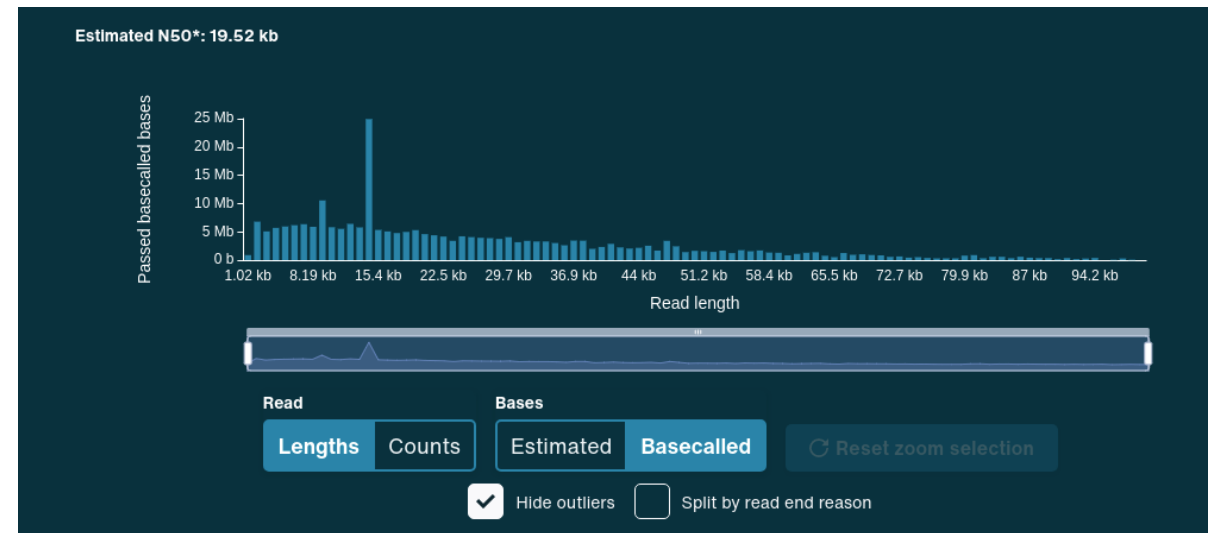 Estimated N50*: 19.52 kb
Passed basecalled bases
25 Mb
20 Mb
15 Mb
10 Mb
5 Mb
0 b
1.02 kb 8.19 kb 15.4 kb 22.5 kb 29.7 kb 36.9 kb 44 kb 51.2 kb 58.4 kb 65.5 kb 72.7 kb 79.9 kb 87 kb 94.2 kb
Read length
Read Bases
Lengths Counts Estimated Basecalled Reset zoom selection
Hide outliers Split by read end reason